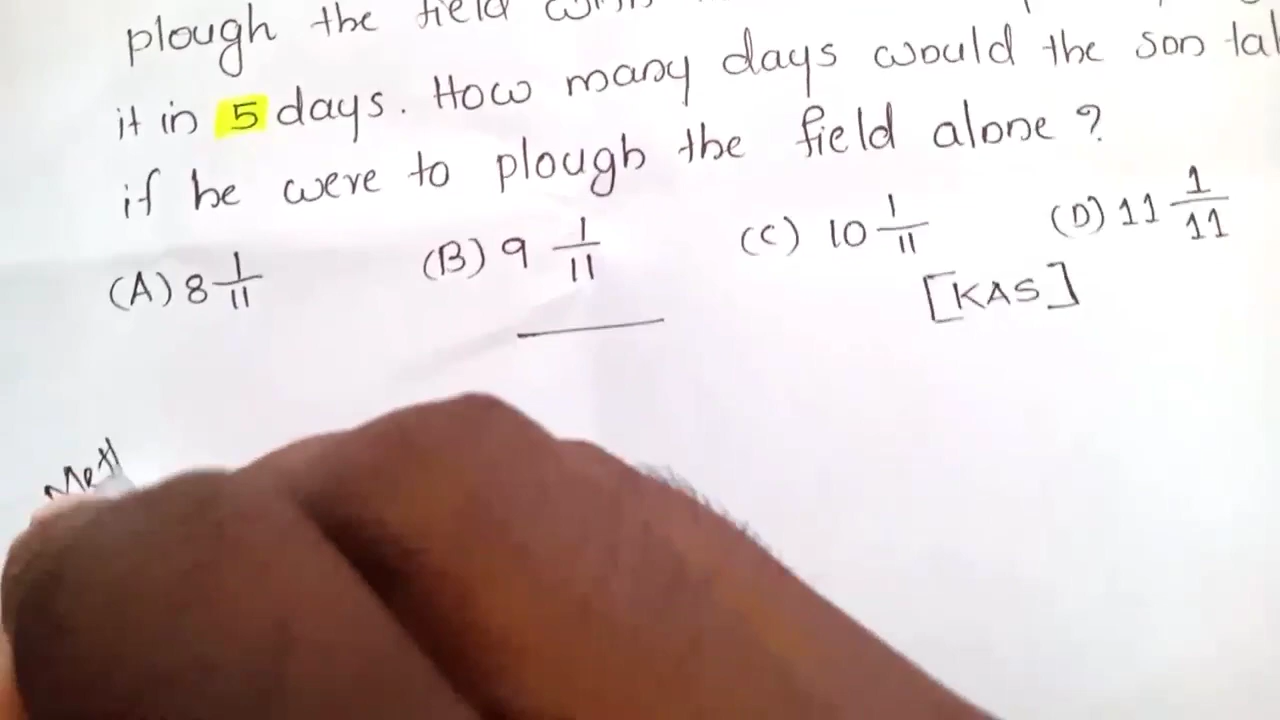 plough the field
it in 5 days. How many days would the son
if he were to plough the field alone ?
(A) 8 1/11 (B) 9 1/11 (C) 10 1/11 (D) 11 1/11
[KAS]